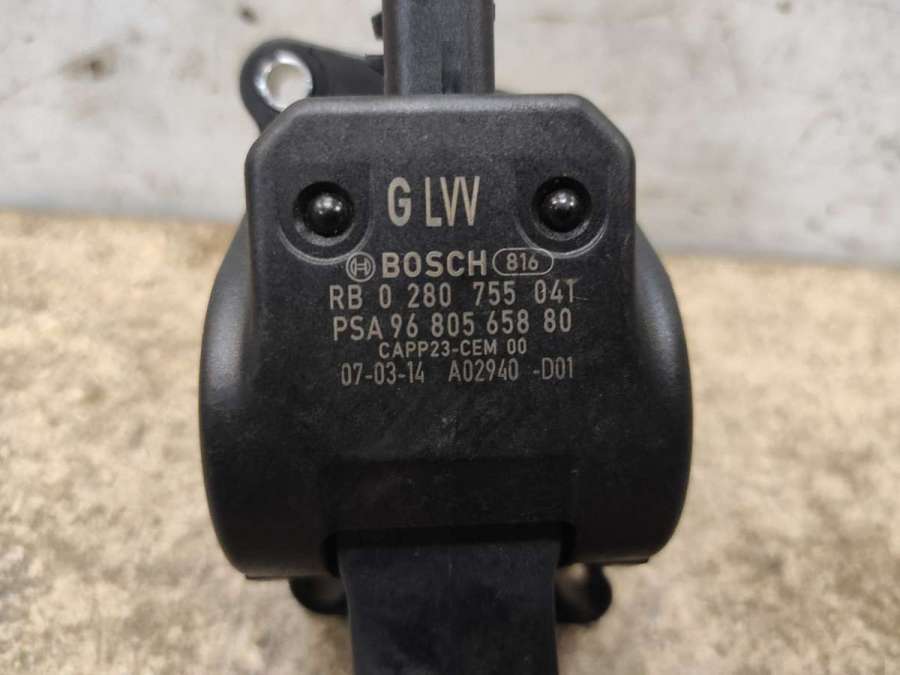 G LW
BOSCH 816
RB 0 280 755 041
PSA 96 805 658 80
CAPP23-CEM 00
07-03-14 A02940 -D01